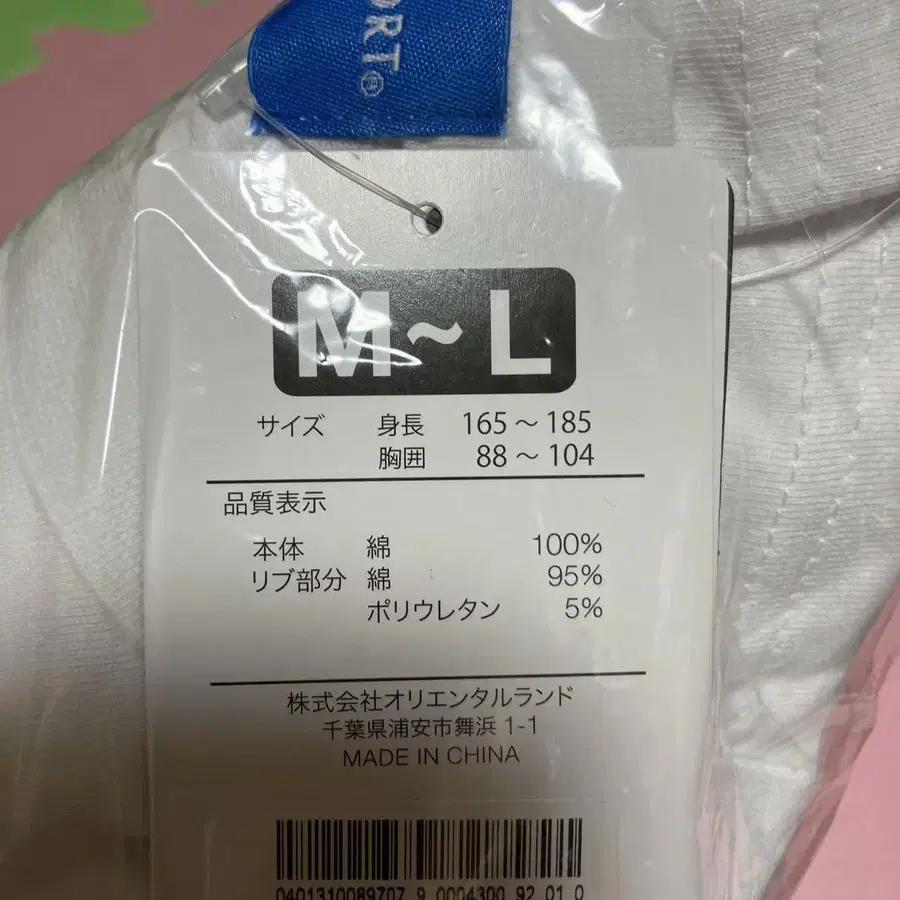 ORT®
M~L
サイズ 身長 165～185
胸囲 88～104
品質表示
本体 綿 100%
リブ部分 綿 95%
ポリウレタン 5%
株式会社オリエンタルランド
千葉県浦安市舞浜 1-1
MADE IN CHINA
0401310089707 9 0004300 92 01 0